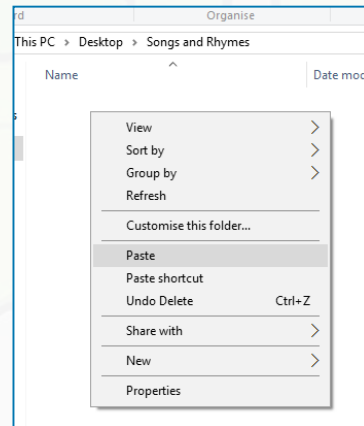 rd Organise
This PC > Desktop > Songs and Rhymes
Name Date mod
View
Sort by
Group by
Refresh
Customise this folder...
Paste
Paste shortcut
Undo Delete Ctrl+Z
Share with
New
Properties